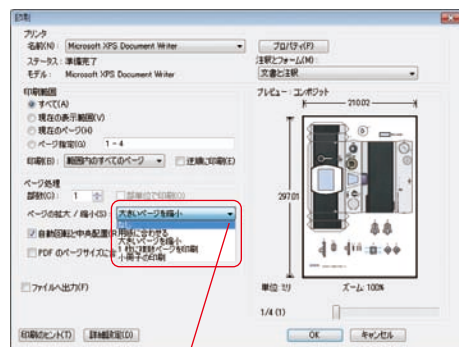 印刷
プリンタ
名前(N): Microsoft XPS Document Writer プロパティ(P)
ステータス: 準備完了 注釈とフォーム(M):
モデル: Microsoft XPS Document Writer 文書と注釈
印刷範囲 プレビュー: コンポジット
すべて(A) 210.02
現在の表示範囲(V)
現在のページ(U)
ページ指定(G) 1 - 4
印刷(B): 範囲内のすべてのページ 逆順に印刷(E)
297.01
ページ処理
部数(C): 1 部単位で印刷(O)
ページの拡大 / 縮小(S): 大きいページを縮小
なし
自動回転と中央配置(R 用紙に合わせる
大きいページを縮小
1 枚に複数ページを印刷
PDF のページサイズに合 小冊子の印刷
ファイルへ出力(F) 単位: ミリ ズーム: 100%
1/4 (1)
印刷のヒント(T) 詳細設定(D) OK キャンセル